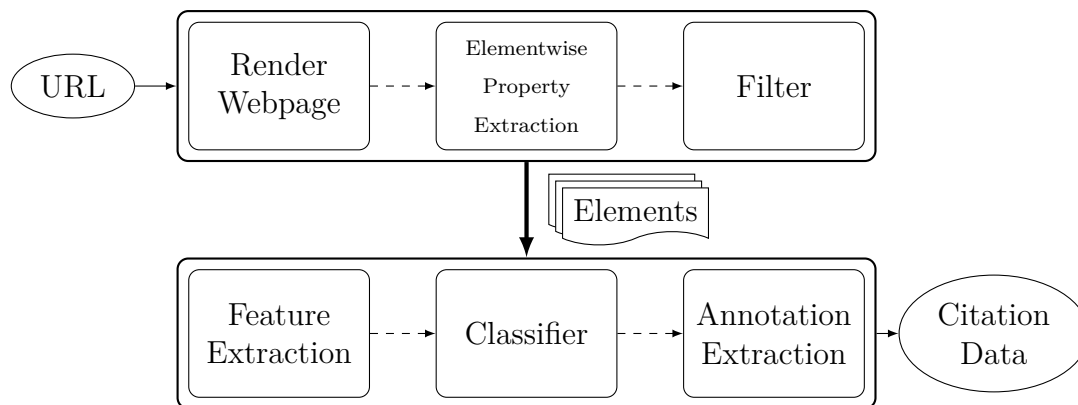 URL
Render
Webpage
Elementwise
Property
Extraction
Filter
Elements
Feature
Extraction
Classifier
Annotation
Extraction
Citation
Data